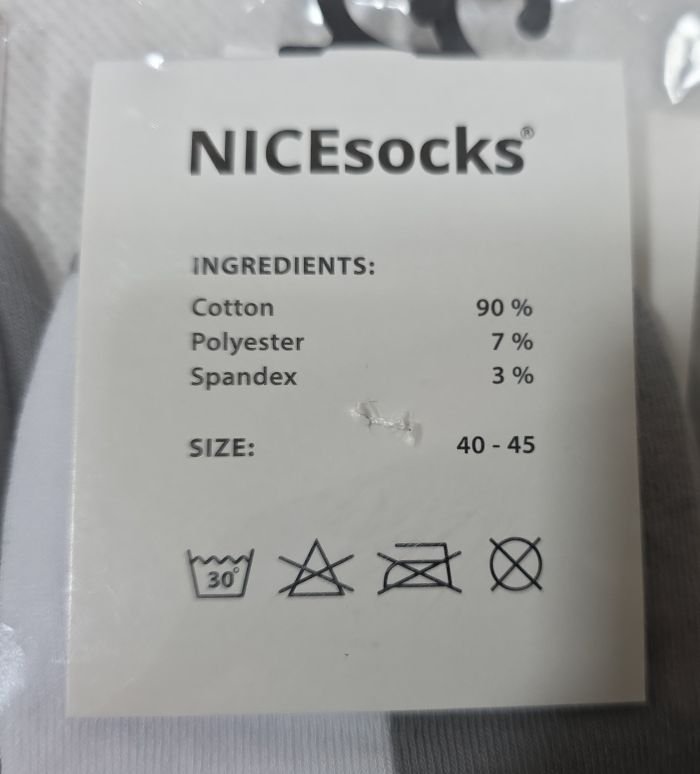 NICEsocks®
INGREDIENTS:
Cotton 90 %
Polyester 7 %
Spandex 3 %
SIZE: 40 - 45
30°